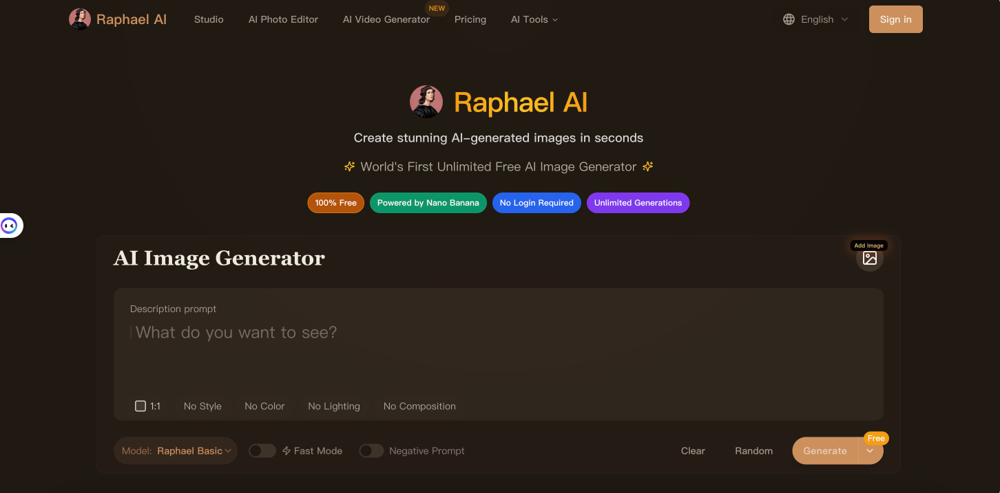 Raphael AI Studio AI Photo Editor AI Video Generator NEW Pricing AI Tools English Sign in
Raphael AI
Create stunning AI-generated images in seconds
World's First Unlimited Free AI Image Generator
100% Free Powered by Nano Banana No Login Required Unlimited Generations
Add Image
AI Image Generator
Description prompt
What do you want to see?
1:1 No Style No Color No Lighting No Composition
Free
Model: Raphael Basic Fast Mode Negative Prompt Clear Random Generate